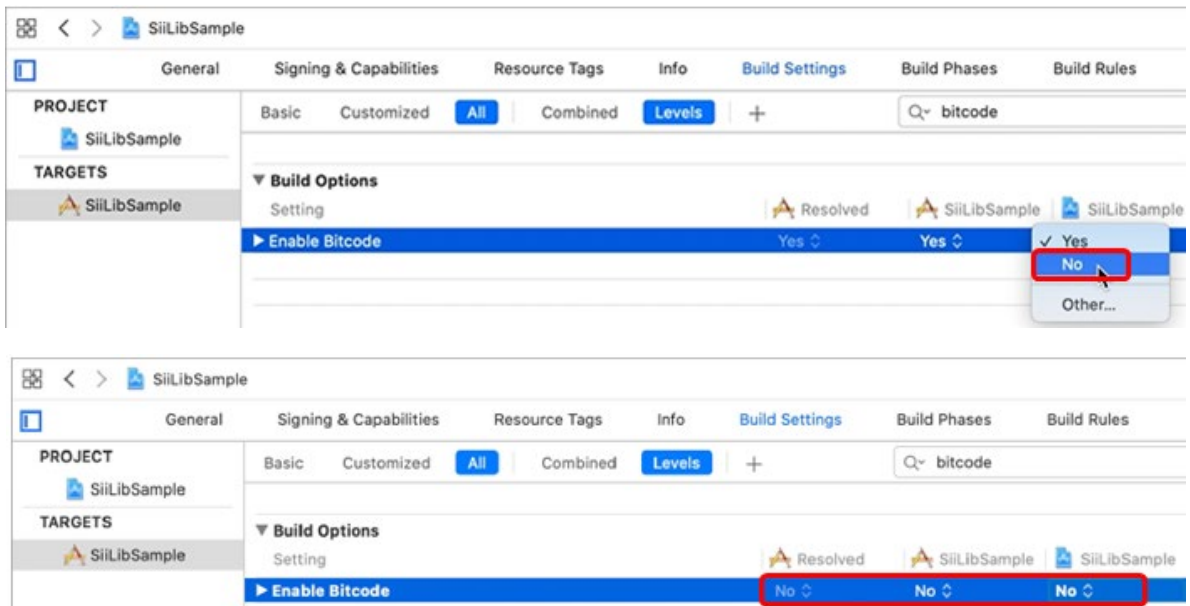 SiiLibSample
General Signing & Capabilities Resource Tags Info Build Settings Build Phases Build Rules
PROJECT Basic Customized All Combined Levels + bitcode
SiiLibSample
TARGETS
Build Options
SiiLibSample Setting Resolved SiiLibSample SiiLibSample
Enable Bitcode Yes Yes Yes
No
Other...
SiiLibSample
General Signing & Capabilities Resource Tags Info Build Settings Build Phases Build Rules
PROJECT Basic Customized All Combined Levels + bitcode
SiiLibSample
TARGETS
Build Options
SiiLibSample Setting Resolved SiiLibSample SiiLibSample
Enable Bitcode No No No